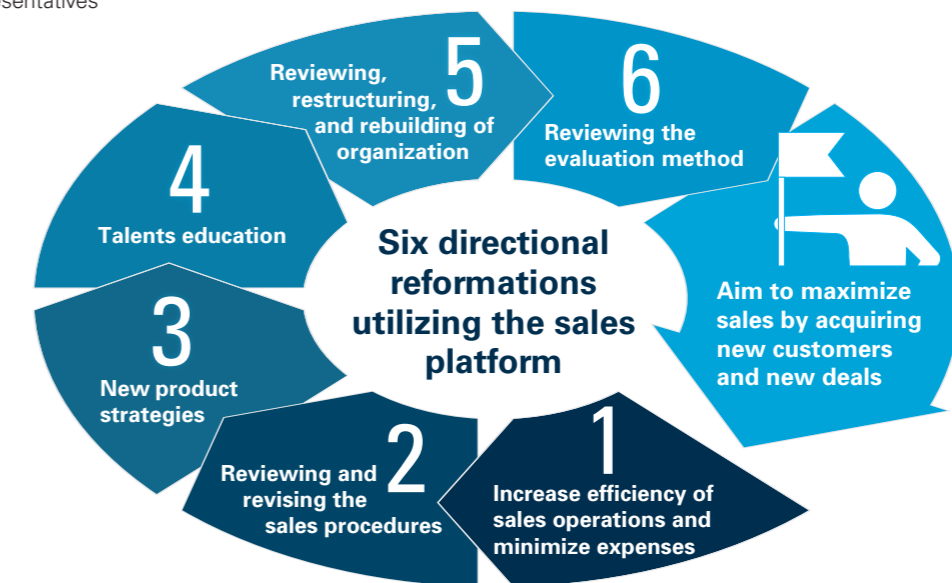 Six directional
reformations
utilizing the sales
platform
1
Increase efficiency of
sales operations and
minimize expenses
2
Reviewing and
revising the
sales procedures
3
New product
strategies
4
Talents education
5
Reviewing,
restructuring,
and rebuilding of
organization
6
Reviewing the
evaluation method
Aim to maximize
sales by acquiring
new customers
and new deals